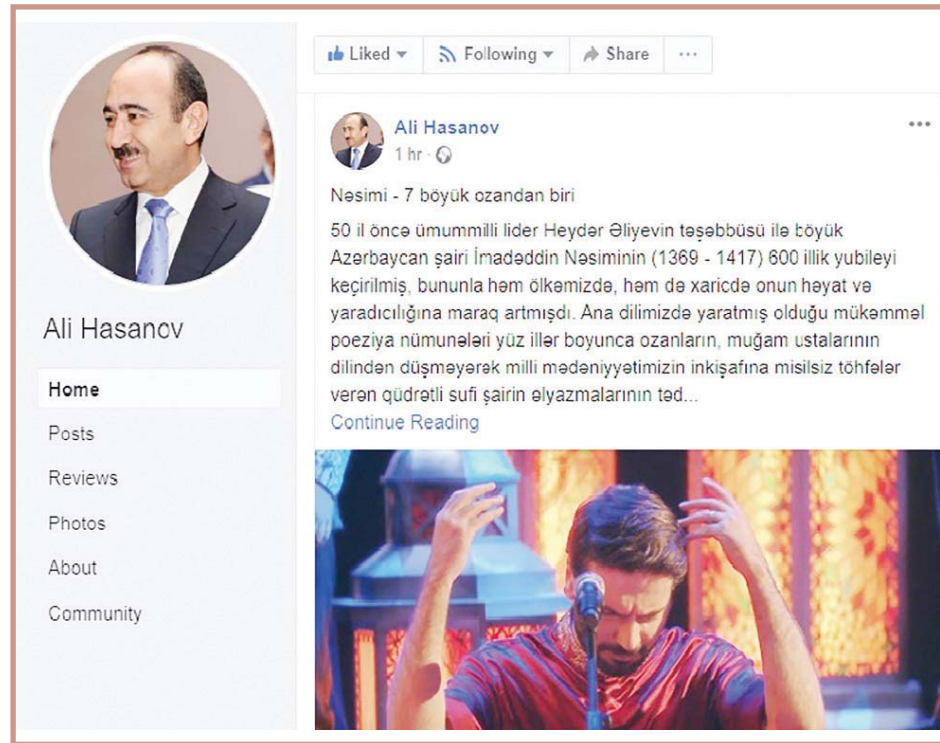 Liked
Following
Share
Ali Hasanov
1 hr
Nəsimi - 7 böyük ozandan biri
50 il öncə ümummilli lider Heydər Əliyevin təşəbbüsü ilə böyük
Azərbaycan şairi İmadəddin Nəsiminin (1369 - 1417) 600 illik yubileyi
keçirilmiş, bununla həm ölkəmizdə, həm də xaricdə onun həyat və
yaradıcılığına maraq artmışdı. Ana dilimizdə yaratmış olduğu mükəmməl
poeziya nümunələri yüz illər boyunca ozanların, muğam ustalarının
dilindən düşməyərək milli mədəniyyətimizin inkişafına misilsiz töhfələr
verən qüdrətli sufi şairin əlyazmalarının təd...
Continue Reading
Ali Hasanov
Home
Posts
Reviews
Photos
About
Community